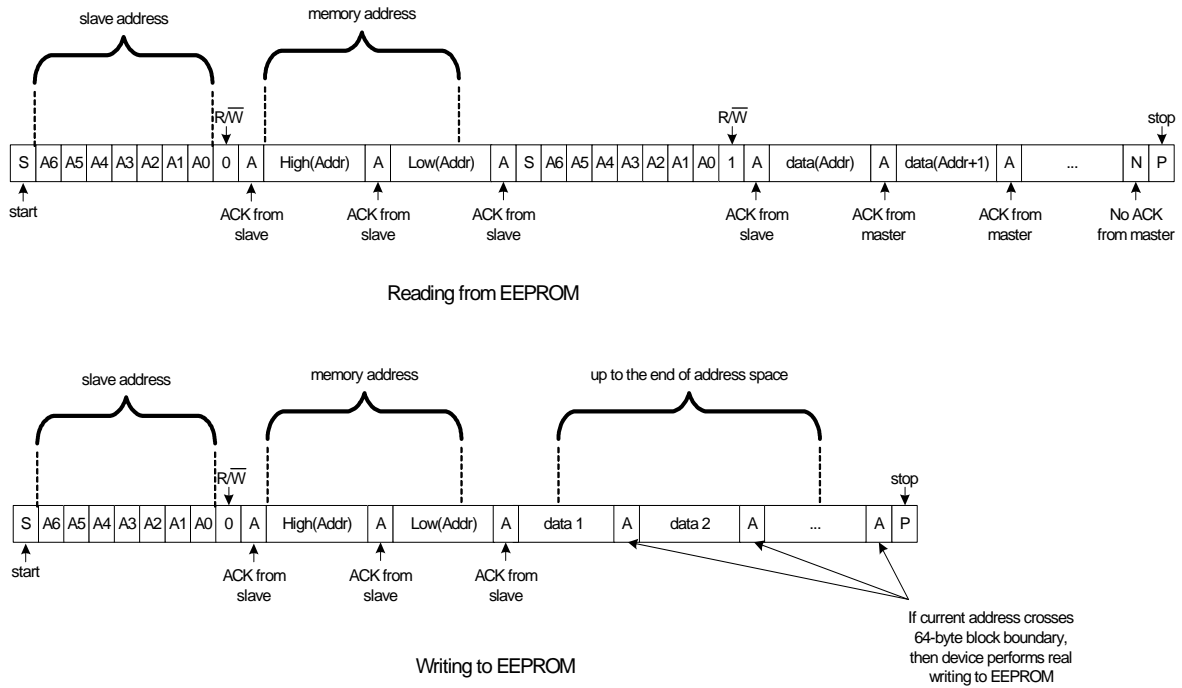 slave address memory address
R/W R/W stop
S A6 A5 A4 A3 A2 A1 A0 0 A High(Addr) A Low(Addr) A S A6 A5 A4 A3 A2 A1 A0 1 A data(Addr) A data(Addr+1) A ... N P
start ACK from ACK from ACK from ACK from ACK from ACK from No ACK
slave slave slave slave master master from master
Reading from EEPROM
slave address memory address up to the end of address space
R/W stop
S A6 A5 A4 A3 A2 A1 A0 0 A High(Addr) A Low(Addr) A data 1 A data 2 A ... A P
start ACK from ACK from ACK from
slave slave slave
If current address crosses
64-byte block boundary,
then device performs real
writing to EEPROM
Writing to EEPROM